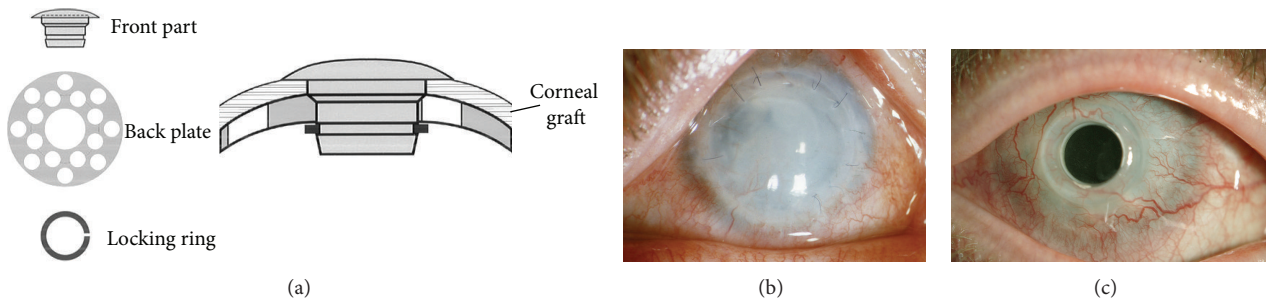 Front part
Back plate
Locking ring
Corneal
graft
(a)
(b)
(c)